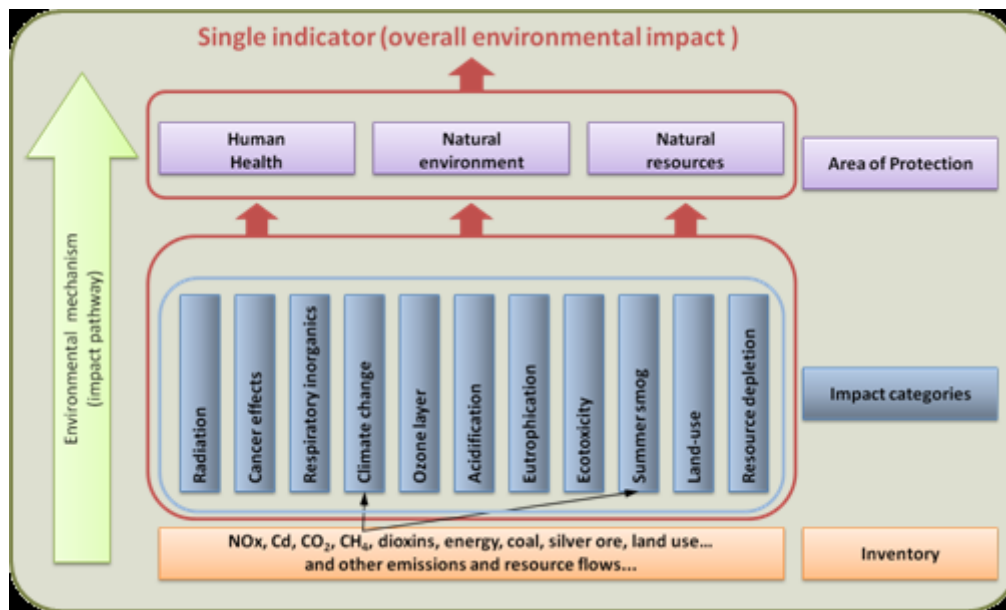 Single indicator (overall environmental impact )
Human
Health
Natural
environment
Natural
resources
Area of Protection
Environmental mechanism
(impact pathway)
Radiation
Cancer effects
Respiratory inorganics
Climate change
Ozone layer
Acidification
Eutrophication
Ecotoxicity
Summer smog
Land-use
Resource depletion
Impact categories
NOx, Cd, CO₂, CH₄, dioxins, energy, coal, silver ore, land use...
and other emissions and resource flows...
Inventory